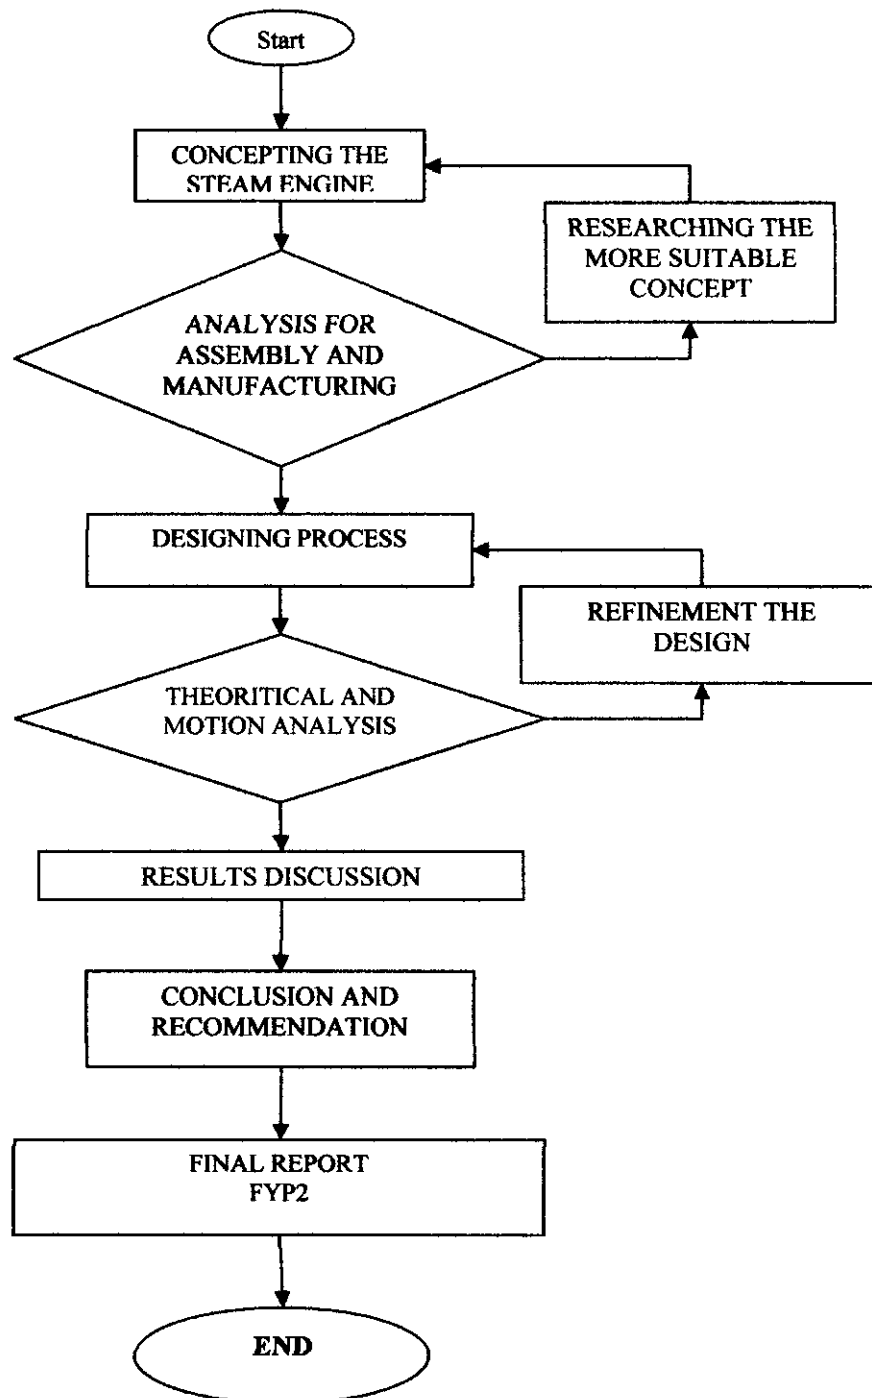 Start
CONCEPTING THE
STEAM ENGINE
RESEARCHING THE
MORE SUITABLE
CONCEPT
ANALYSIS FOR
ASSEMBLY AND
MANUFACTURING
DESIGNING PROCESS
REFINEMENT THE
DESIGN
THEORITICAL AND
MOTION ANALYSIS
RESULTS DISCUSSION
CONCLUSION AND
RECOMMENDATION
FINAL REPORT
FYP2
END